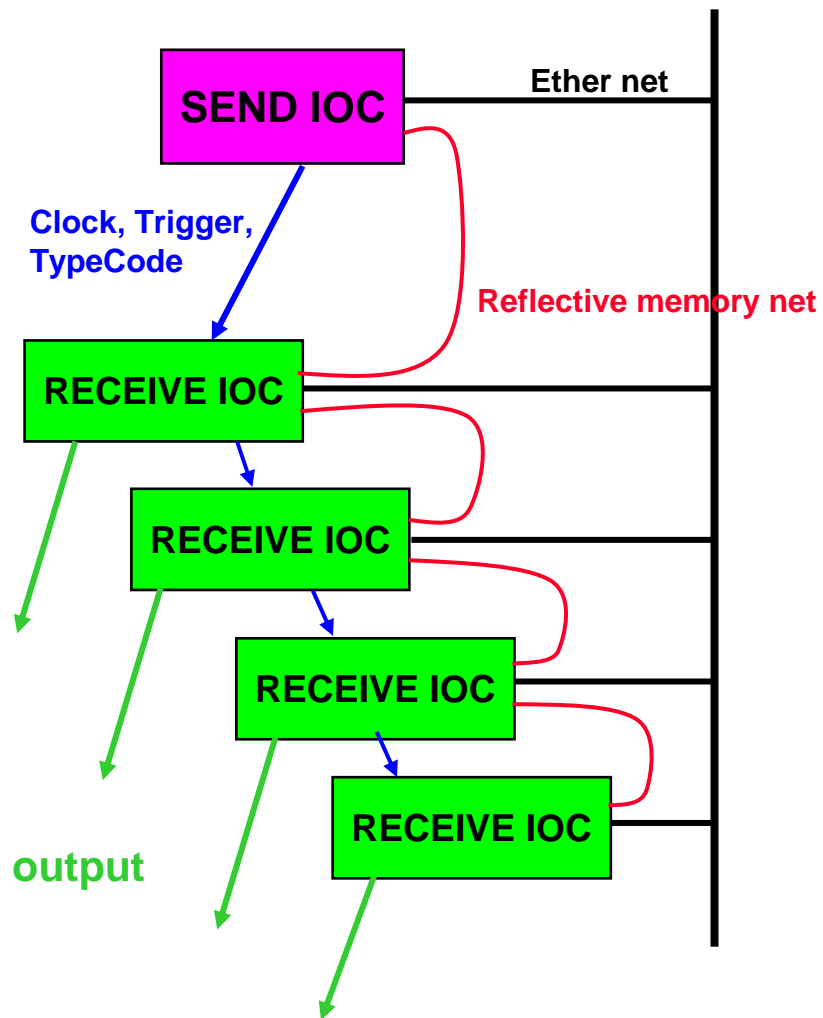 Ether net
SEND IOC
Clock, Trigger,
TypeCode
Reflective memory net
RECEIVE IOC
RECEIVE IOC
RECEIVE IOC
RECEIVE IOC
output